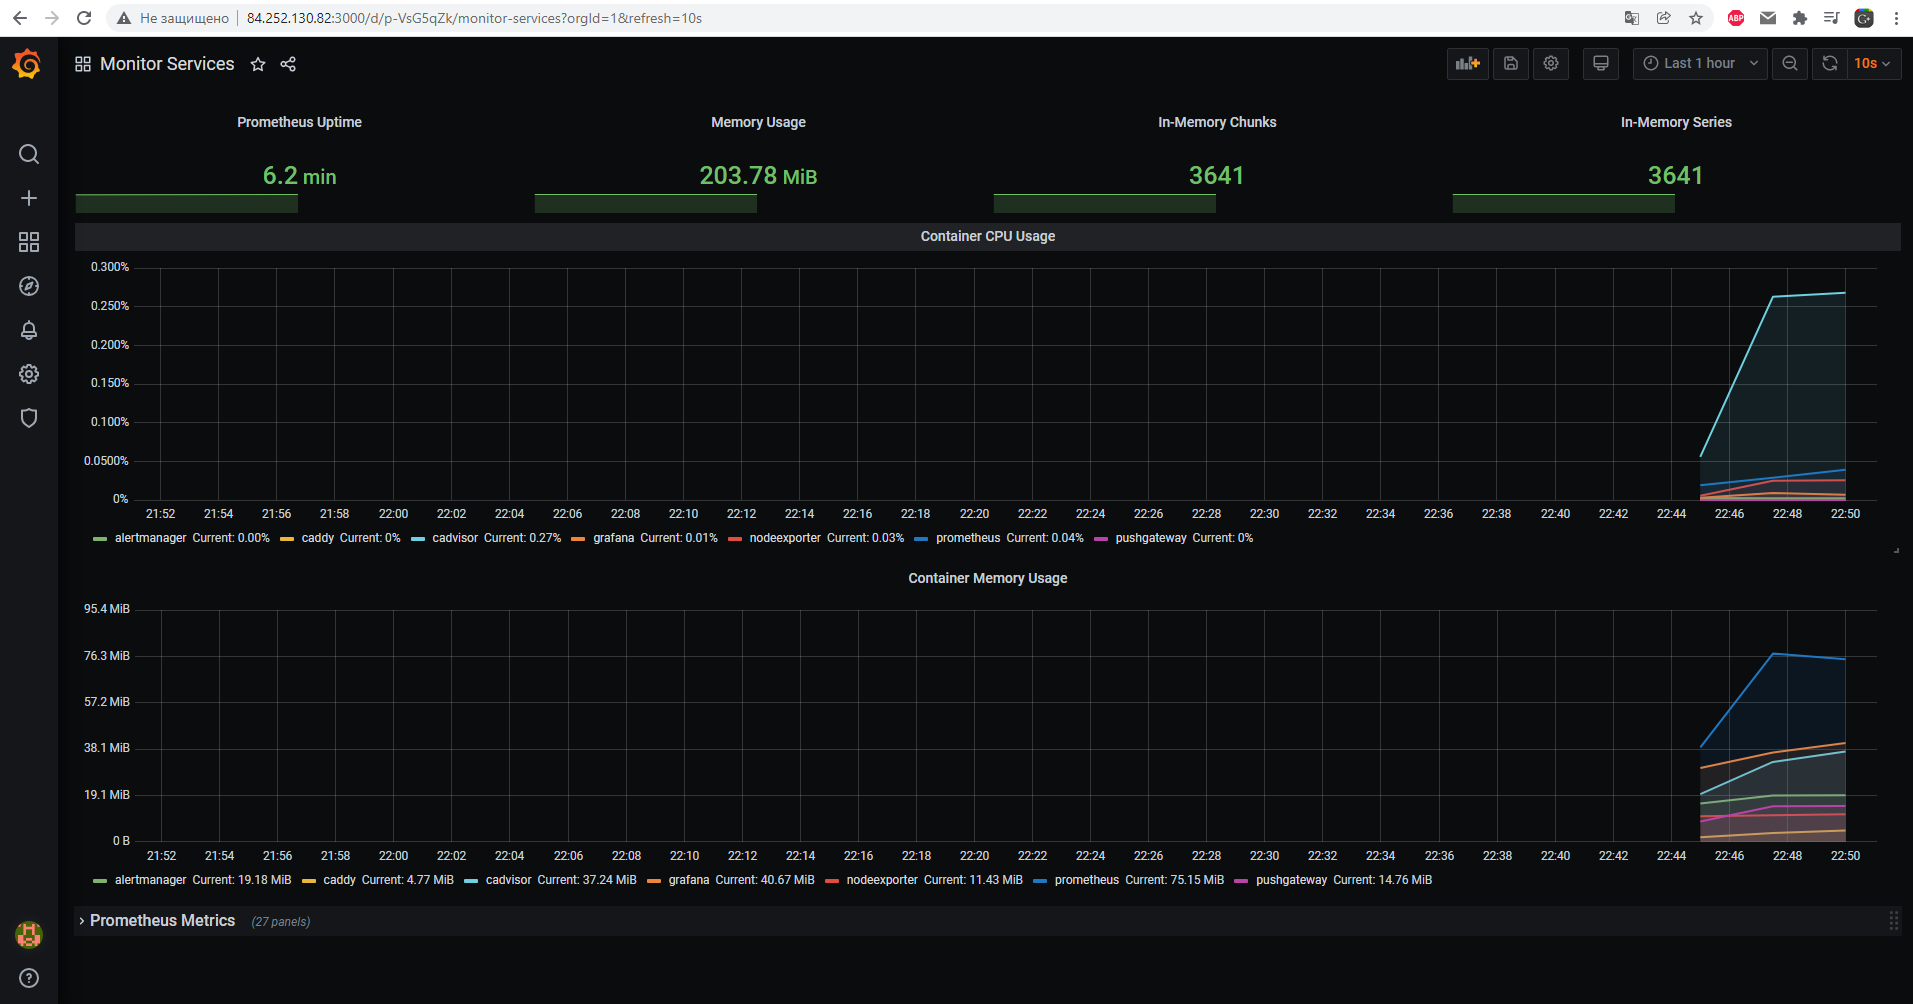 Не защищено 84.252.130.82:3000/d/p-VsG5qZk/monitor-services?orgId=1&refresh=10s ABP G+
Monitor Services Last 1 hour 10s
Prometheus Uptime Memory Usage In-Memory Chunks In-Memory Series
6.2 min 203.78 MiB 3641 3641
Container CPU Usage
0.300%
0.250%
0.200%
0.150%
0.100%
0.0500%
0%
21:52 21:54 21:56 21:58 22:00 22:02 22:04 22:06 22:08 22:10 22:12 22:14 22:16 22:18 22:20 22:22 22:24 22:26 22:28 22:30 22:32 22:34 22:36 22:38 22:40 22:42 22:44 22:46 22:48 22:50
alertmanager Current: 0.00% caddy Current: 0% cadvisor Current: 0.27% grafana Current: 0.01% nodeexporter Current: 0.03% prometheus Current: 0.04% pushgateway Current: 0%
Container Memory Usage
95.4 MiB
76.3 MiB
57.2 MiB
38.1 MiB
19.1 MiB
0 B
21:52 21:54 21:56 21:58 22:00 22:02 22:04 22:06 22:08 22:10 22:12 22:14 22:16 22:18 22:20 22:22 22:24 22:26 22:28 22:30 22:32 22:34 22:36 22:38 22:40 22:42 22:44 22:46 22:48 22:50
alertmanager Current: 19.18 MiB caddy Current: 4.77 MiB cadvisor Current: 37.24 MiB grafana Current: 40.67 MiB nodeexporter Current: 11.43 MiB prometheus Current: 75.15 MiB pushgateway Current: 14.76 MiB
Prometheus Metrics (27 panels)